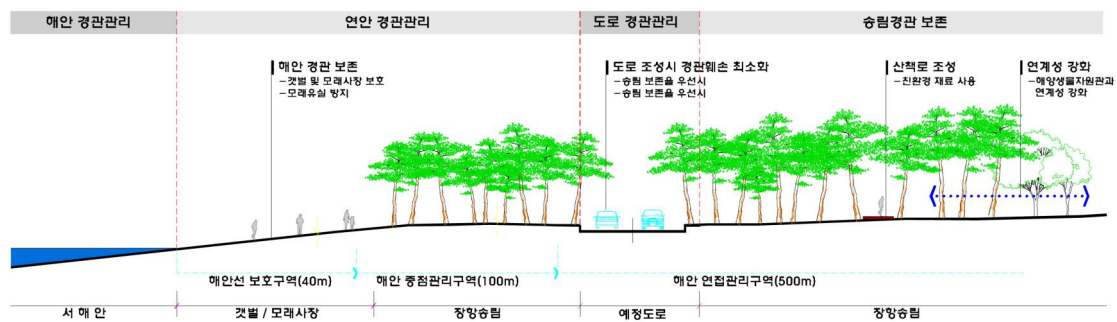 해안 경관관리
연안 경관관리
도로 경관관리
송림경관 보존
해안 경관 보존
-갯벌 및 모래사장 보호
-모래유실 방지
도로 조성시 경관훼손 최소화
-송림 보존을 우선시
-송림 보존을 우선시
산책로 조성
-친환경 재료 사용
연계성 강화
-해양생물자원관과
연계성 강화
해안선 보호구역(40m)
해안 중점관리구역(100m)
해안 연접관리구역(500m)
서 해 안
갯벌 / 모래사장
장항송림
예정도로
장항송림